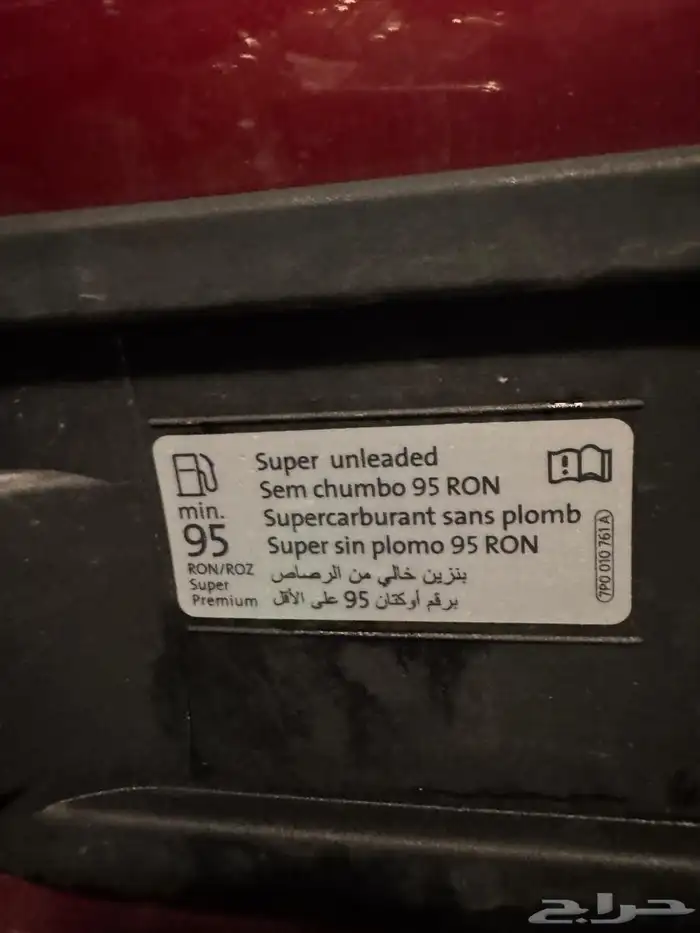 min.
95
RON/ROZ
Super
Premium
Super unleaded
Sem chumbo 95 RON
Supercarburant sans plomb
Super sin plomo 95 RON
بنزين خالي من الرصاص
برقم أوكتان 95 على الأقل
7P0 010 761 A
حراج